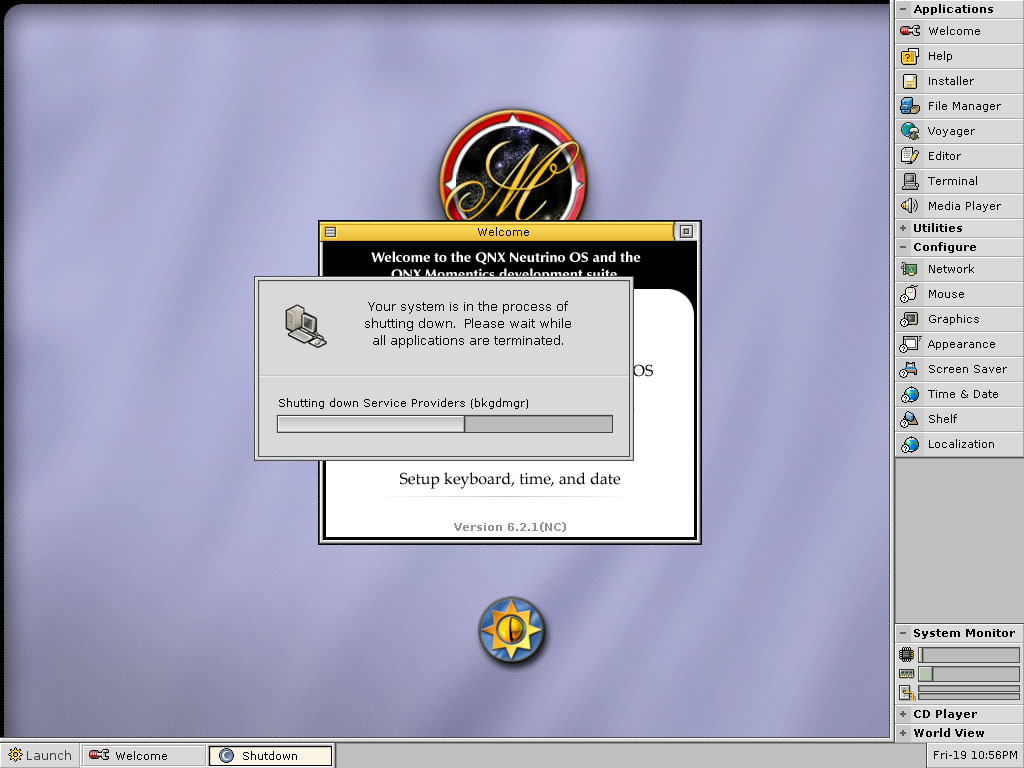 Applications
Welcome
Help
Installer
File Manager
Voyager
Editor
Terminal
Media Player
Utilities
Configure
Network
Mouse
Graphics
Appearance
Screen Saver
Time & Date
Shelf
Localization
M
Welcome
Welcome to the QNX Neutrino OS and the
QNX Momentics development suite
Your system is in the process of
shutting down. Please wait while
all applications are terminated.
OS
Shutting down Service Providers (bkgdmgr)
Setup keyboard, time, and date
Version 6.2.1(NC)
System Monitor
CD Player
World View
Launch
Welcome
Shutdown
Fri-19 10:56PM